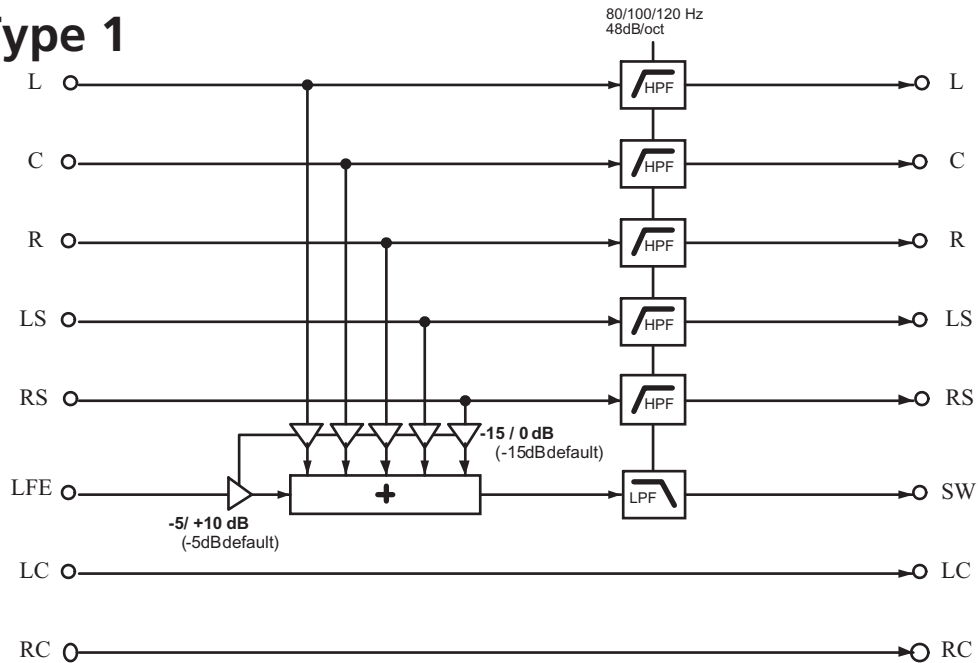 ype 1
80/100/120 Hz
48dB/oct
L HPF L
C HPF C
R HPF R
LS HPF LS
RS HPF RS
-15 / 0 dB
(-15dBdefault)
LFE + LPF SW
-5/ +10 dB
(-5dBdefault)
LC LC
RC RC